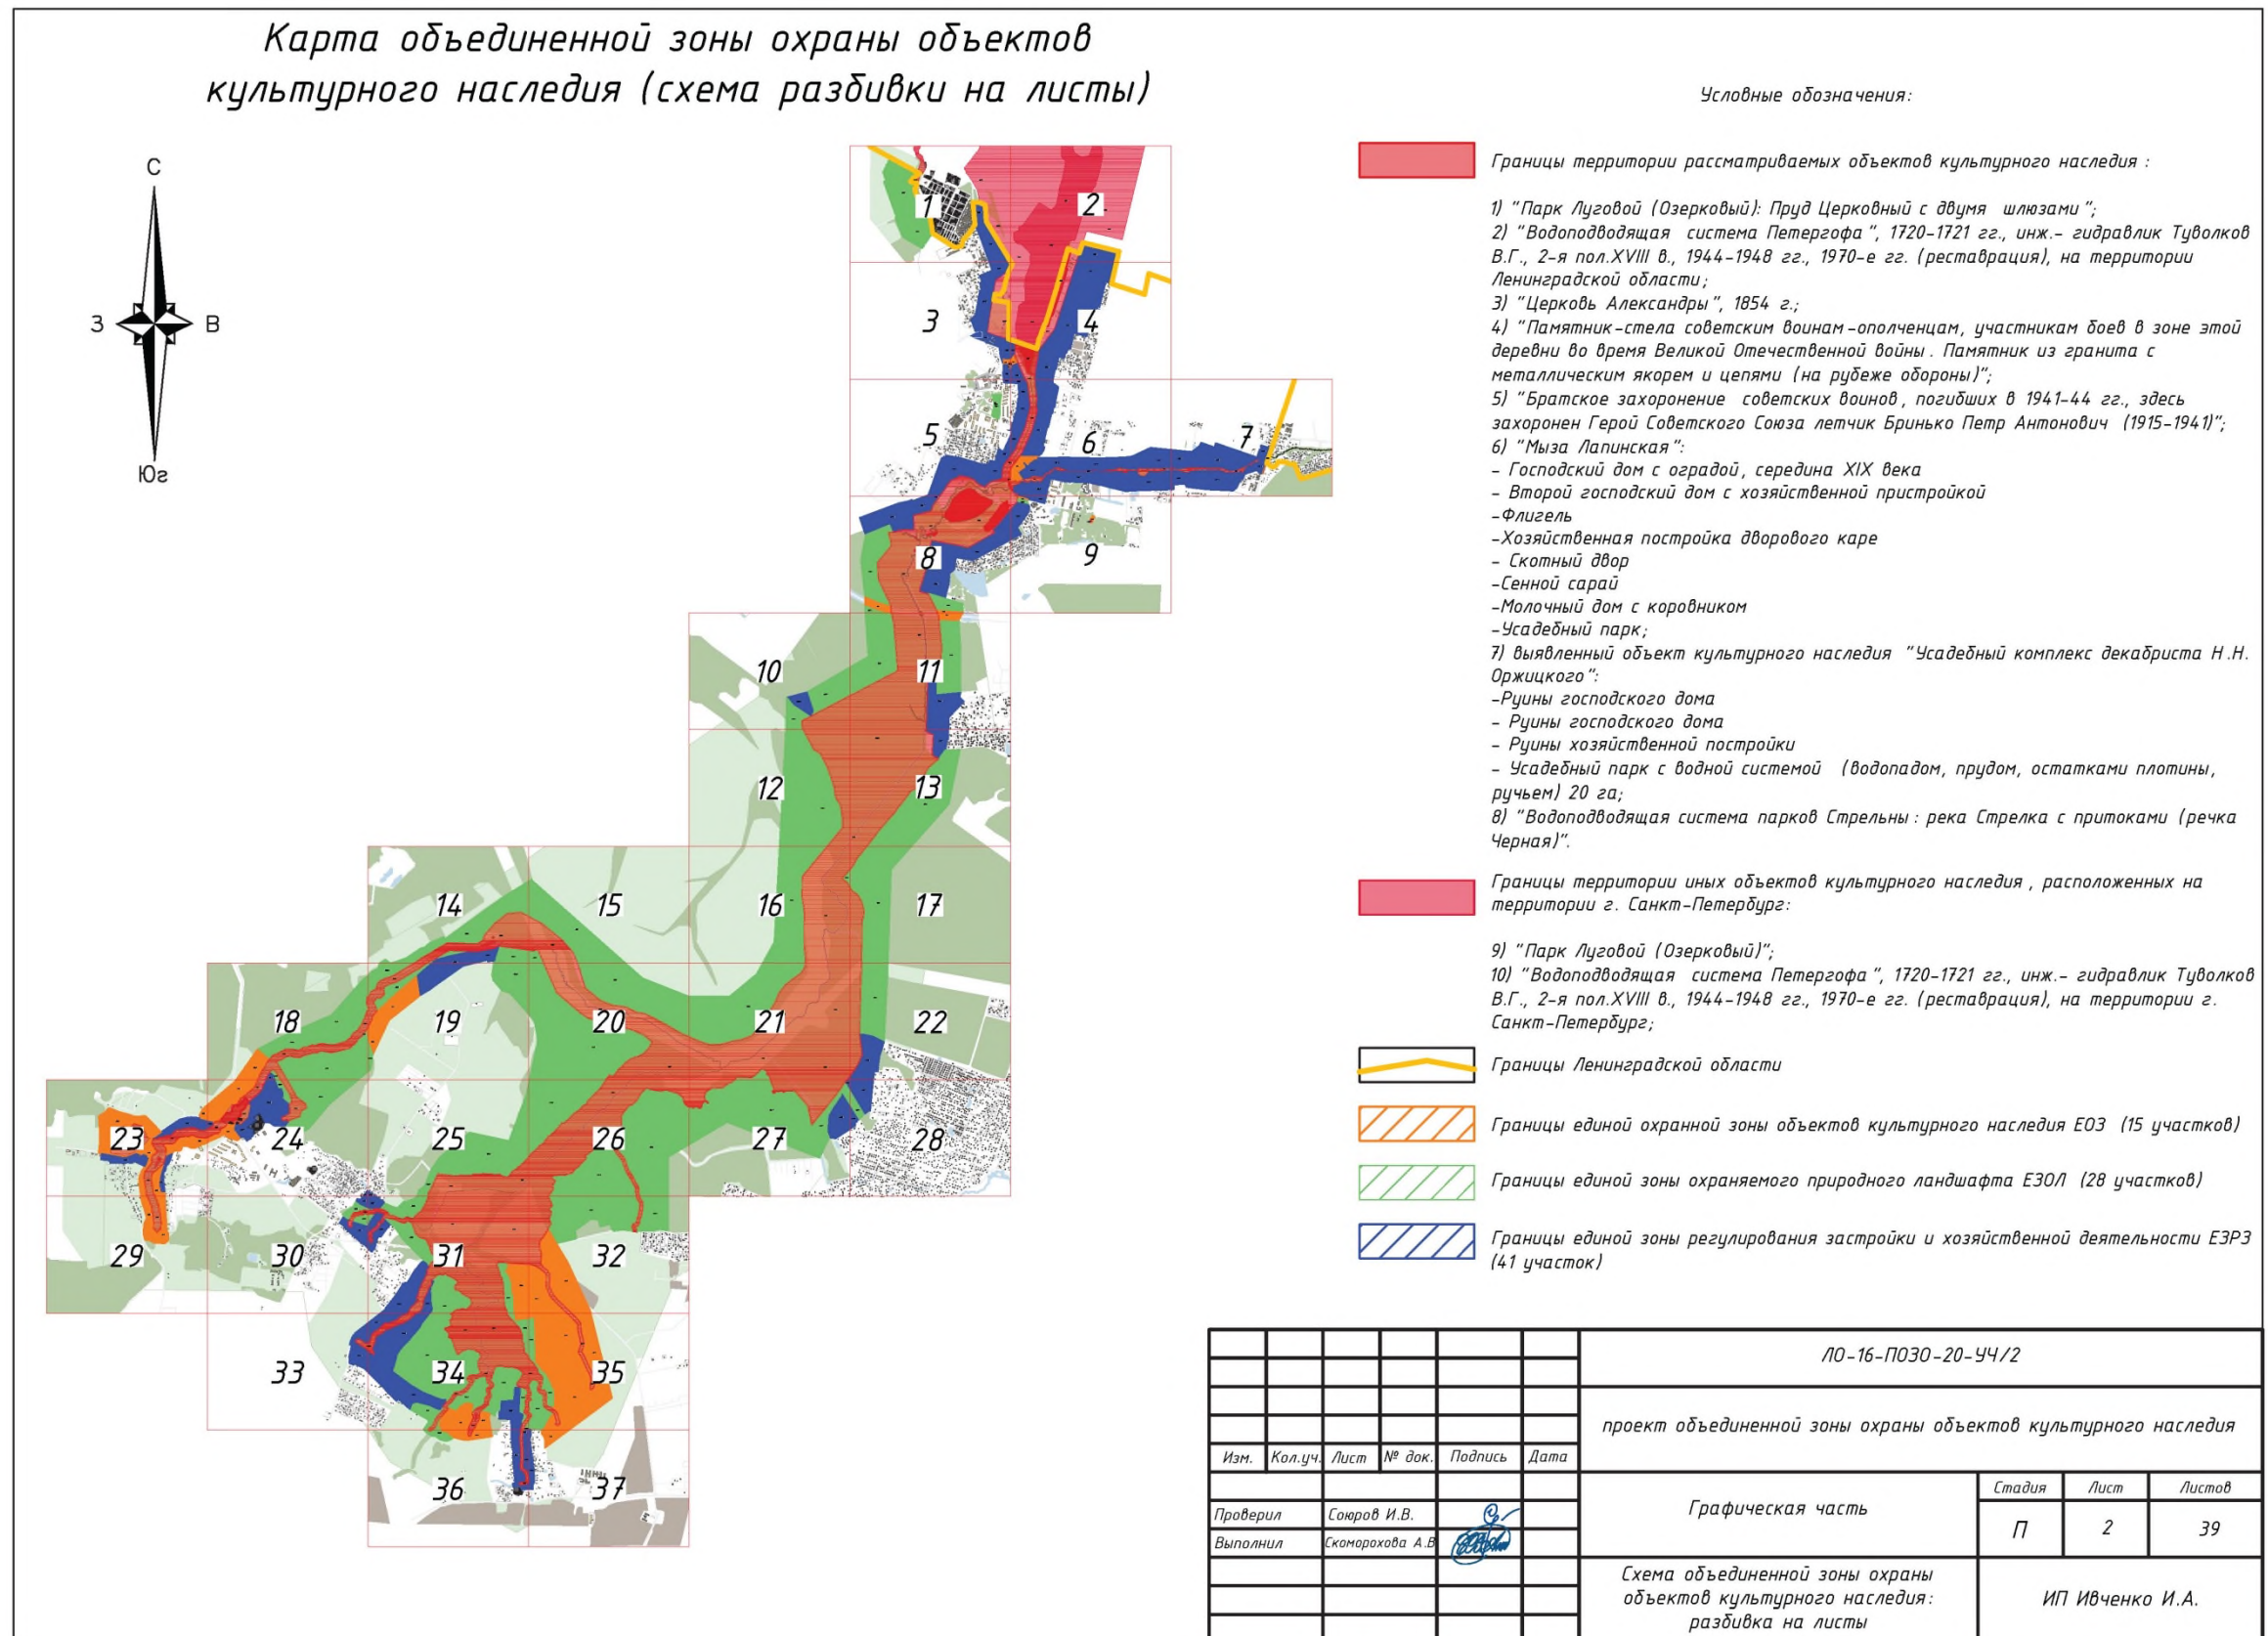 Карта объединенной зоны охраны объектов
культурного наследия (схема разбивки на листы)
С
З
В
Юг
1
2
3
4
5
6
7
8
9
10
11
12
13
14
15
16
17
18
19
20
21
22
23
24
25
26
27
28
29
30
31
32
33
34
35
36
37
Условные обозначения:
Границы территории рассматриваемых объектов культурного наследия :
1) "Парк Луговой (Озерковый): Пруд Церковный с двумя шлюзами";
2) "Водоподводящая система Петергофа", 1720-1721 гг., инж.- гидравлик Туволков
В.Г., 2-я пол.XVIII в., 1944-1948 гг., 1970-е гг. (реставрация), на территории
Ленинградской области;
3) "Церковь Александры", 1854 г.;
4) "Памятник-стела советским воинам-ополченцам, участникам боев в зоне этой
деревни во время Великой Отечественной войны. Памятник из гранита с
металлическим якорем и цепями (на рубеже обороны)";
5) "Братское захоронение советских воинов, погибших в 1941-44 гг., здесь
захоронен Герой Советского Союза летчик Бринько Петр Антонович (1915-1941)";
6) "Мыза Лапинская":
- Господский дом с оградой, середина XIX века
- Второй господский дом с хозяйственной пристройкой
-Флигель
-Хозяйственная постройка дворового каре
- Скотный двор
-Сенной сарай
-Молочный дом с коровником
-Усадебный парк;
7) выявленный объект культурного наследия "Усадебный комплекс декабриста Н.Н.
Оржицкого":
-Руины господского дома
- Руины господского дома
- Руины хозяйственной постройки
- Усадебный парк с водной системой (водопадом, прудом, остатками плотины,
ручьем) 20 га;
8) "Водоподводящая система парков Стрельны: река Стрелка с притоками (речка
Черная)".
Границы территории иных объектов культурного наследия, расположенных на
территории г. Санкт-Петербург:
9) "Парк Луговой (Озерковый)";
10) "Водоподводящая система Петергофа", 1720-1721 гг., инж.- гидравлик Туволков
В.Г., 2-я пол.XVIII в., 1944-1948 гг., 1970-е гг. (реставрация), на территории г.
Санкт-Петербург;
Границы Ленинградской области
Границы единой охранной зоны объектов культурного наследия ЕОЗ (15 участков)
Границы единой зоны охраняемого природного ландшафта ЕЗОЛ (28 участков)
Границы единой зоны регулирования застройки и хозяйственной деятельности ЕЗРЗ
(41 участок)
ЛО-16-ПОЗО-20-УЧ/2
проект объединенной зоны охраны объектов культурного наследия
Изм. Кол.уч. Лист № док. Подпись Дата
Графическая часть
Стадия Лист Листов
П 2 39
Проверил Союров И.В.
Выполнил Скоморохова А.В
Схема объединенной зоны охраны
объектов культурного наследия:
разбивка на листы
ИП Ивченко И.А.